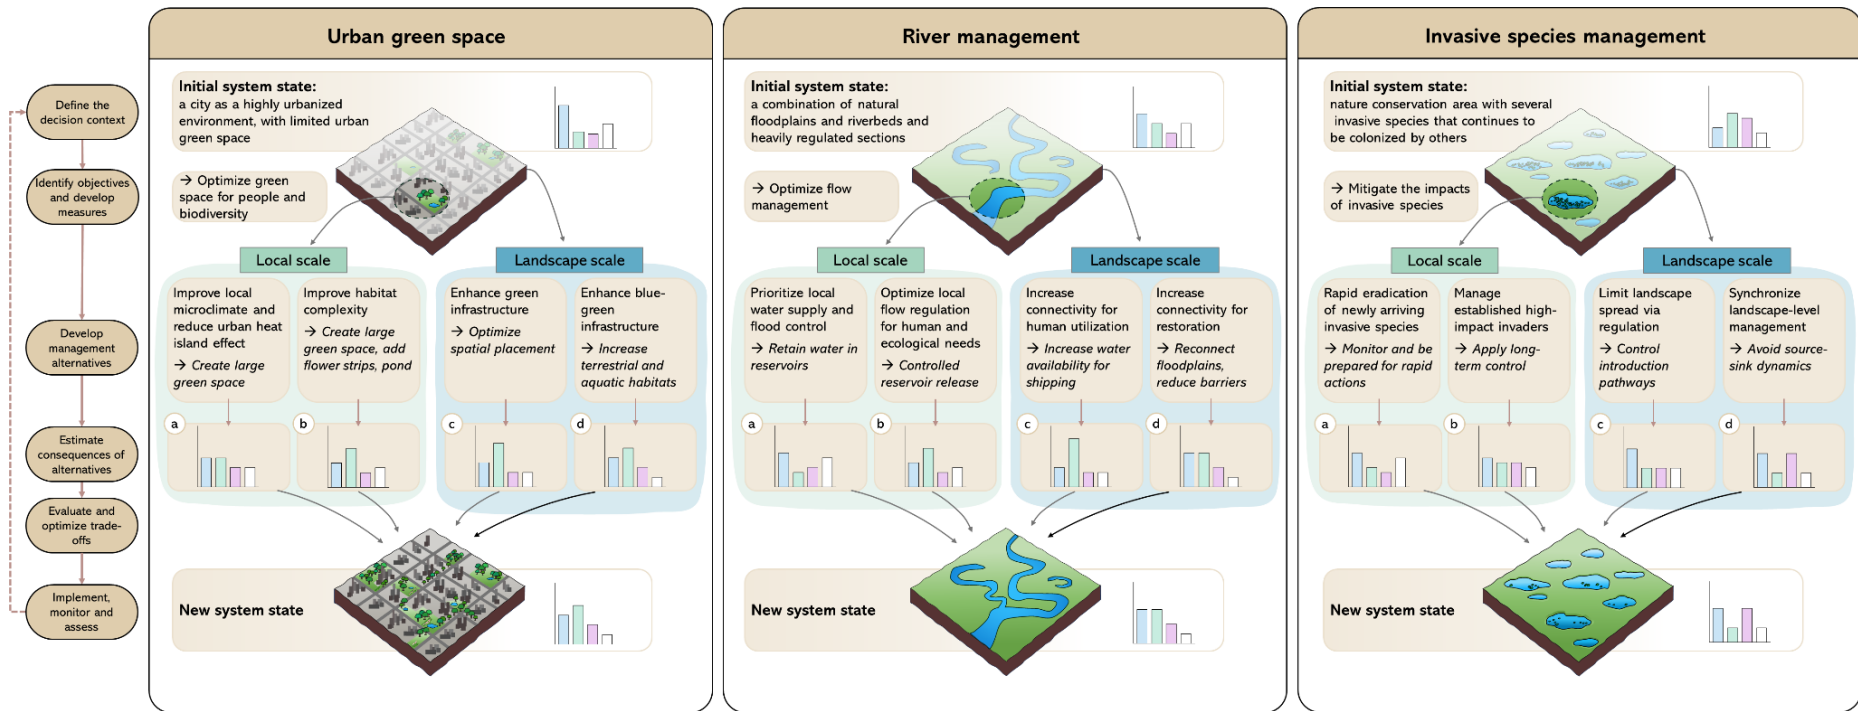 Define the
decision context
Identify objectives
and develop
measures
Develop
management
alternatives
Estimate
consequences of
alternatives
Evaluate and
optimize trade-
offs
Implement,
monitor and
assess
Urban green space
Initial system state:
a city as a highly urbanized
environment, with limited urban
green space
→ Optimize green
space for people and
biodiversity
Local scale
Landscape scale
Improve local
microclimate and
reduce urban heat
island effect
→ Create large
green space
Improve habitat
complexity
→ Create large
green space, add
flower strips, pond
Enhance green
infrastructure
→ Optimize
spatial placement
Enhance blue-
green
infrastructure
→ Increase
terrestrial and
aquatic habitats
a
b
c
d
New system state
River management
Initial system state:
a combination of natural
floodplains and riverbeds and
heavily regulated sections
→ Optimize flow
management
Local scale
Landscape scale
Prioritize local
water supply and
flood control
→ Retain water in
reservoirs
Optimize local
flow regulation
for human and
ecological needs
→ Controlled
reservoir release
Increase
connectivity for
human utilization
→ Increase water
availability for
shipping
Increase
connectivity for
restoration
→ Reconnect
floodplains,
reduce barriers
a
b
c
d
New system state
Invasive species management
Initial system state:
nature conservation area with several
invasive species that continues to
be colonized by others
→ Mitigate the impacts
of invasive species
Local scale
Landscape scale
Rapid eradication
of newly arriving
invasive species
→ Monitor and be
prepared for rapid
actions
Manage
established high-
impact invaders
→ Apply long-
term control
Limit landscape
spread via
regulation
→ Control
introduction
pathways
Synchronize
landscape-level
management
→ Avoid source-
sink dynamics
a
b
c
d
New system state